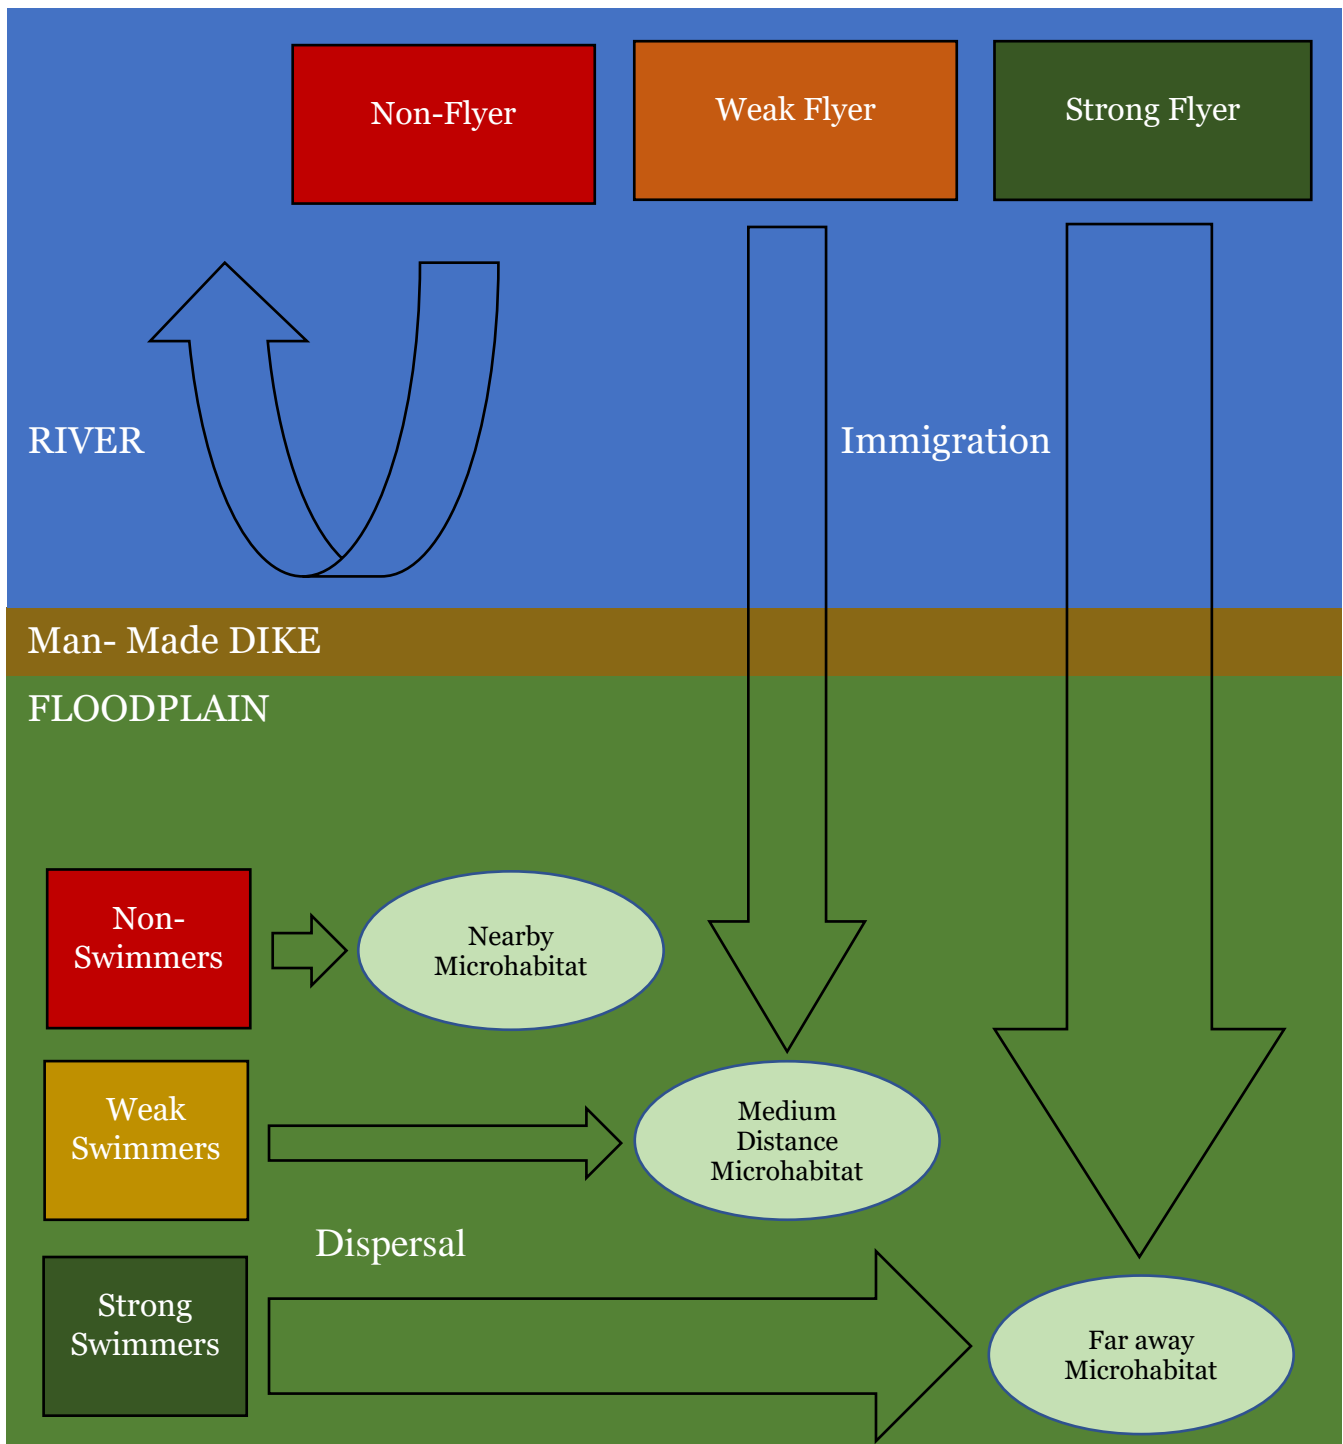 Non-Flyer
Weak Flyer
Strong Flyer
RIVER
Immigration
Man- Made DIKE
FLOODPLAIN
Non-
Swimmers
Nearby
Microhabitat
Weak
Swimmers
Medium
Distance
Microhabitat
Dispersal
Strong
Swimmers
Far away
Microhabitat